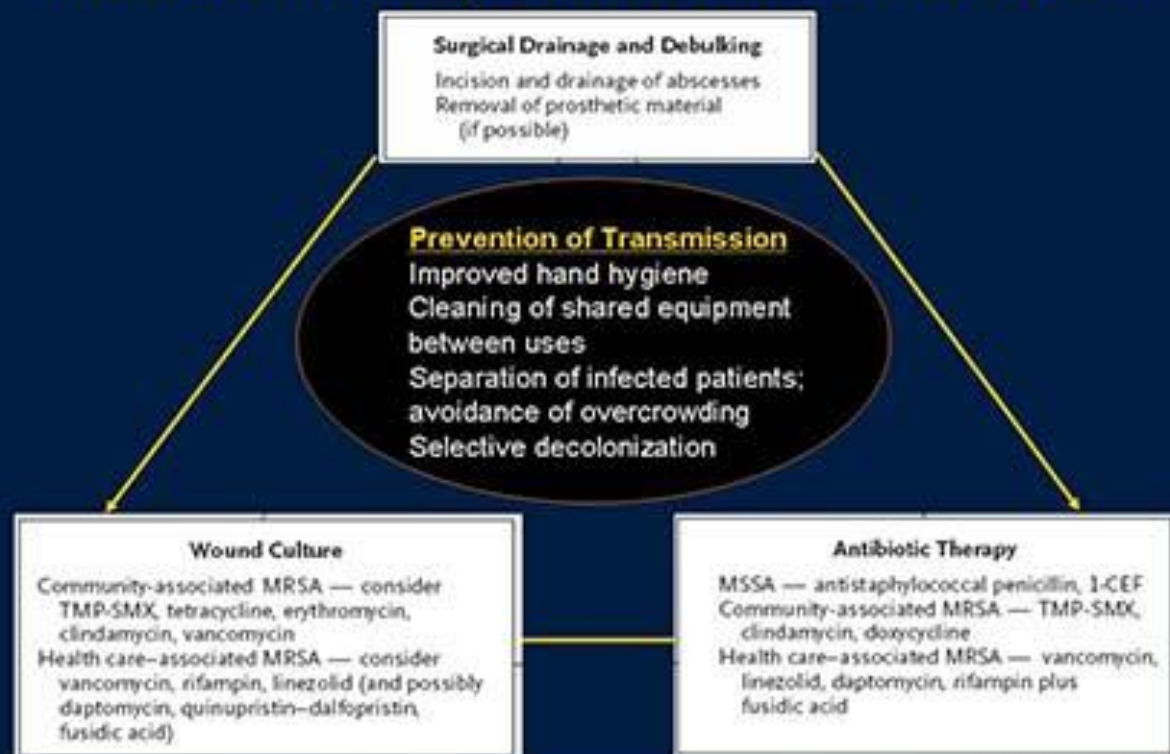 Surgical Drainage and Debulking
Incision and drainage of abscesses
Removal of prosthetic material
(if possible)
Prevention of Transmission
Improved hand hygiene
Cleaning of shared equipment
between uses
Separation of infected patients;
avoidance of overcrowding
Selective decolonization
Wound Culture
Community-associated MRSA — consider
TMP-SMX, tetracycline, erythromycin,
clindamycin, vancomycin
Health care–associated MRSA — consider
vancomycin, rifampin, linezolid (and possibly
daptomycin, quinupristin–dalfopristin,
fusidic acid)
Antibiotic Therapy
MSSA — antistaphylococcal penicillin, 1-CEF
Community-associated MRSA — TMP-SMX,
clindamycin, doxycycline
Health care–associated MRSA — vancomycin,
linezolid, daptomycin, rifampin plus
fusidic acid